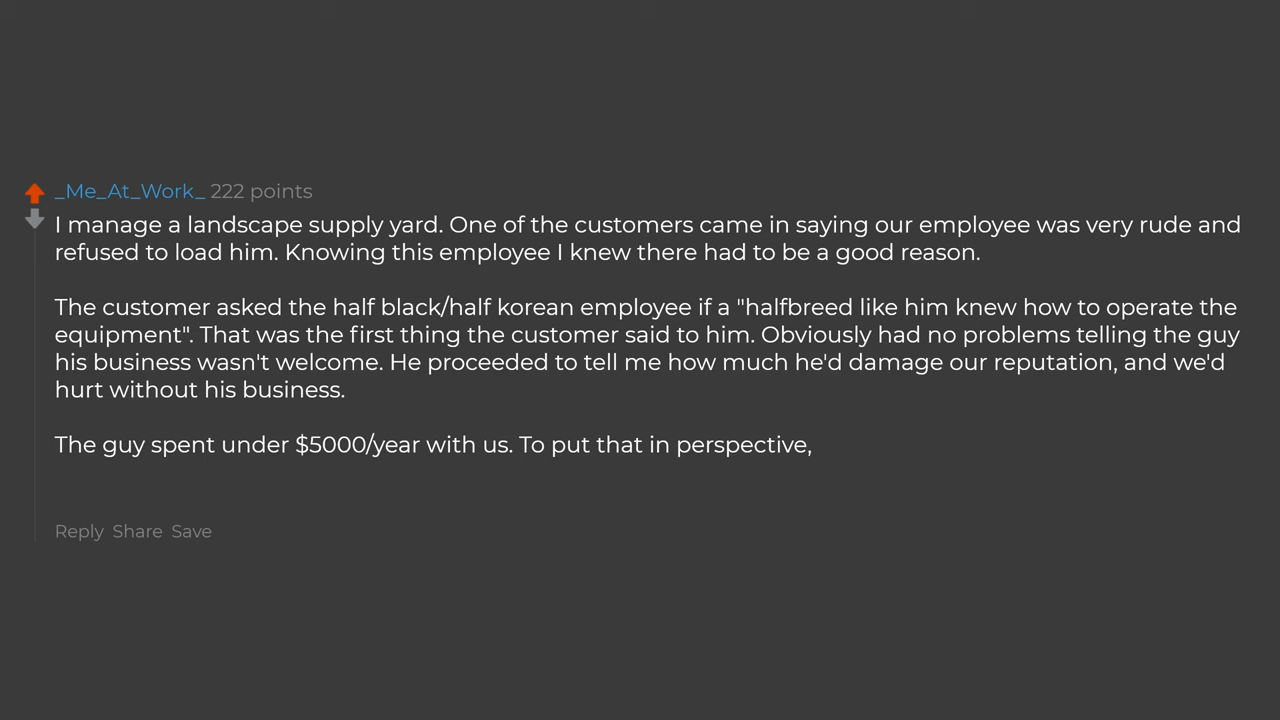 _Me_At_Work_ 222 points
I manage a landscape supply yard. One of the customers came in saying our employee was very rude and
refused to load him. Knowing this employee I knew there had to be a good reason.
The customer asked the half black/half korean employee if a "halfbreed like him knew how to operate the
equipment". That was the first thing the customer said to him. Obviously had no problems telling the guy
his business wasn't welcome. He proceeded to tell me how much he'd damage our reputation, and we'd
hurt without his business.
The guy spent under $5000/year with us. To put that in perspective,
Reply Share Save